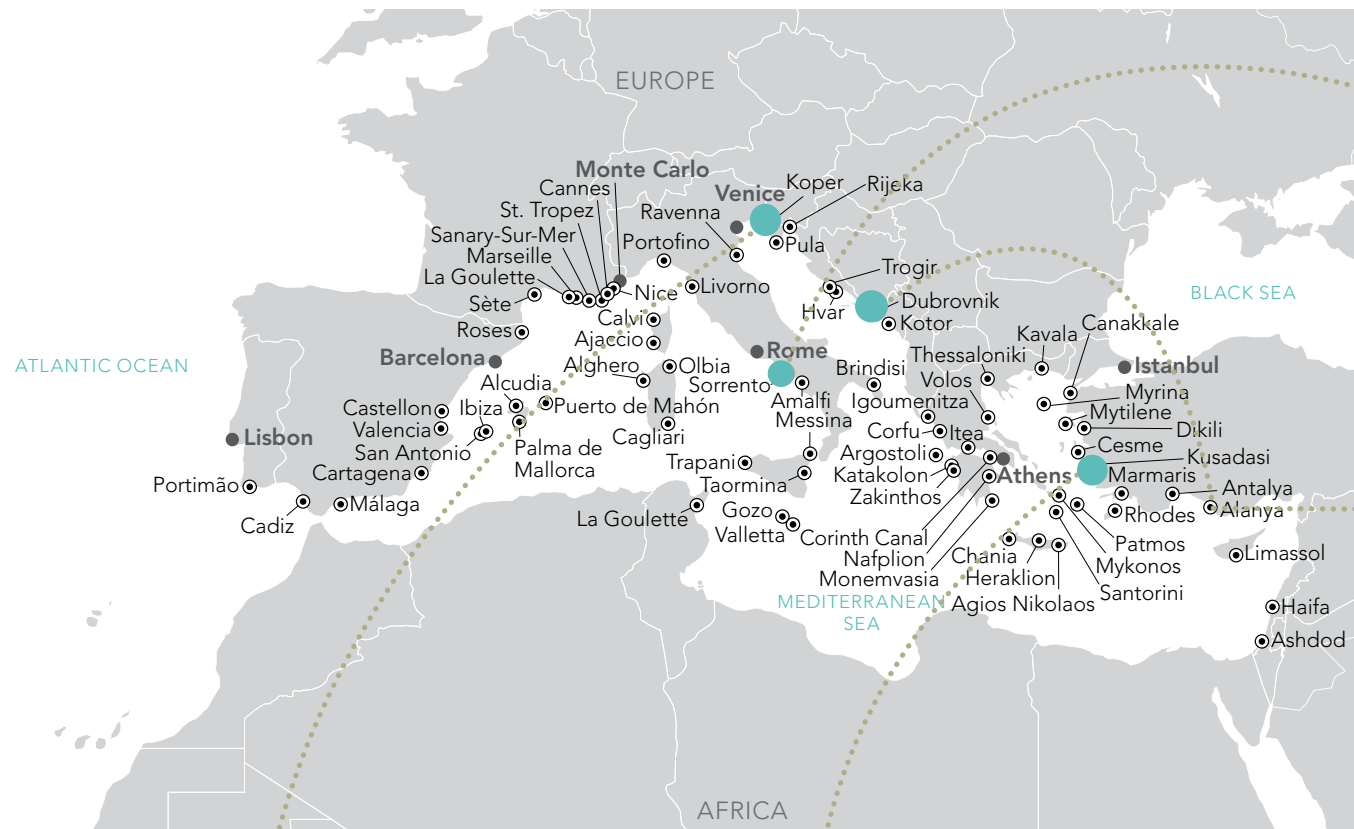 EUROPE
Monte Carlo
Cannes
Venice
Koper
Rijeka
St. Tropez
Ravenna
Sanary-Sur-Mer
Portofino
Pula
Marseille
La Goulette
Trogir
Sète
Nice
Livorno
BLACK SEA
Dubrovnik
Hvar
Calvi
Kotor
Roses
Canakkale
Kavala
Ajaccio
Barcelona
Rome
Thessaloniki
ATLANTIC OCEAN
Alghero
Olbia
Brindisi
Istanbul
Sorrento
Volos
Alcudia
Myrina
Amalfi
Igoumenitza
Castellon
Ibiza
Puerto de Mahón
Mytilene
Messina
Valencia
Corfu
Itea
Dikili
Lisbon
Cagliari
San Antonio
Palma de
Mallorca
Cesme
Argostoli
Kusadasi
Trapani
Cartagena
Katakolon
Athens
Marmaris
Portimão
Taormina
Zakinthos
Antalya
Málaga
Cadiz
La Goulette
Gozo
Rhodes
Alanya
Valletta
Corinth Canal
Patmos
Nafplion
Chania
Limassol
Mykonos
Monemvasia
Heraklion
Santorini
MEDITERRANEAN
SEA
Agios Nikolaos
Haifa
Ashdod
AFRICA